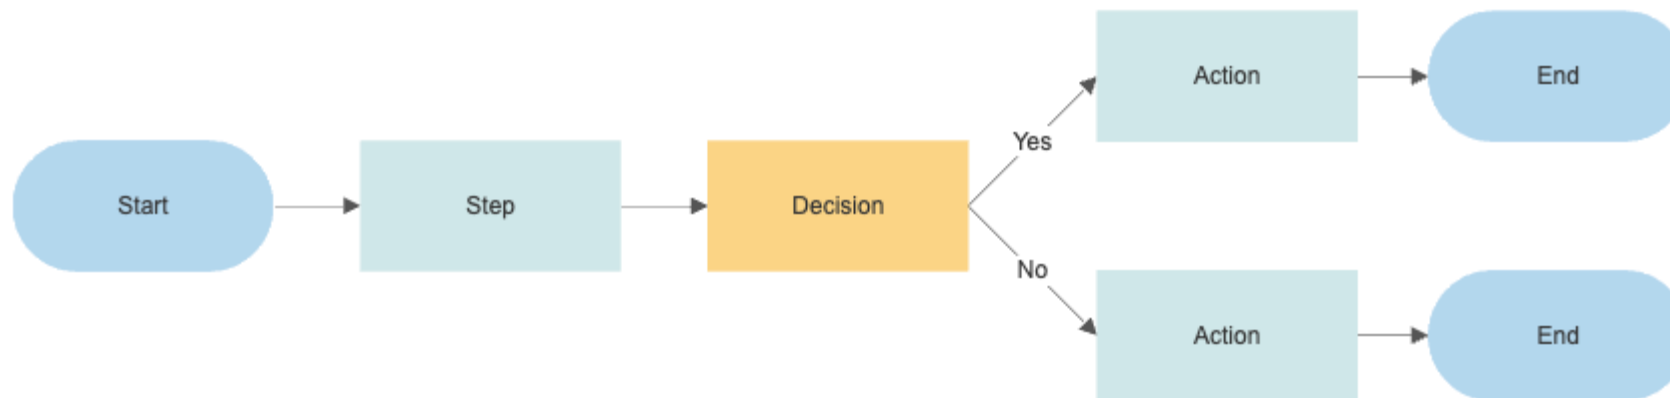 Start
Step
Decision
Yes
Action
End
No
Action
End